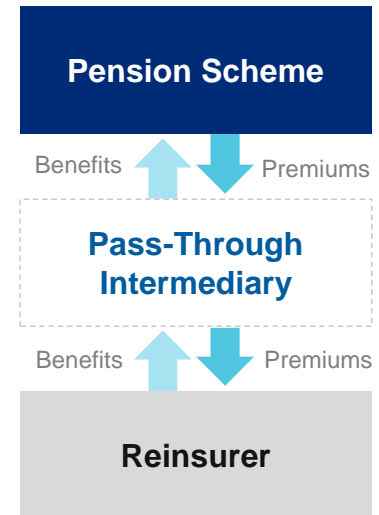 Pension Scheme
Benefits
Premiums
Pass-Through
Intermediary
Benefits
Premiums
Reinsurer